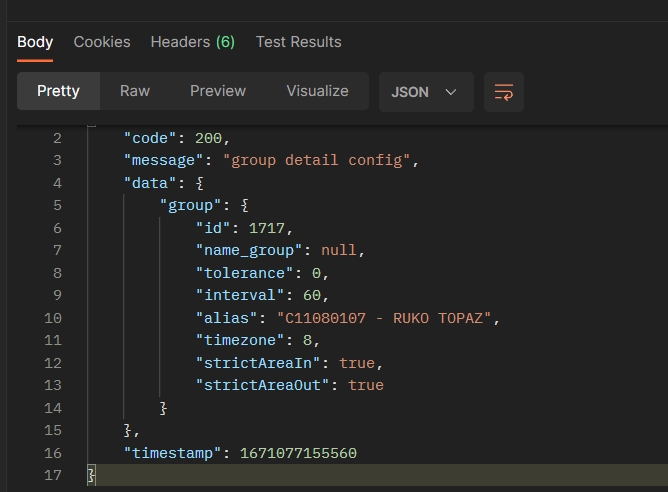 Body Cookies Headers (6) Test Results
Pretty Raw Preview Visualize JSON
2 "code": 200,
3 "message": "group detail config",
4 "data": {
5 "group": {
6 "id": 1717,
7 "name_group": null,
8 "tolerance": 0,
9 "interval": 60,
10 "alias": "C11080107 - RUKO TOPAZ",
11 "timezone": 8,
12 "strictAreaIn": true,
13 "strictAreaOut": true
14 }
15 },
16 "timestamp": 1671077155560
17 }